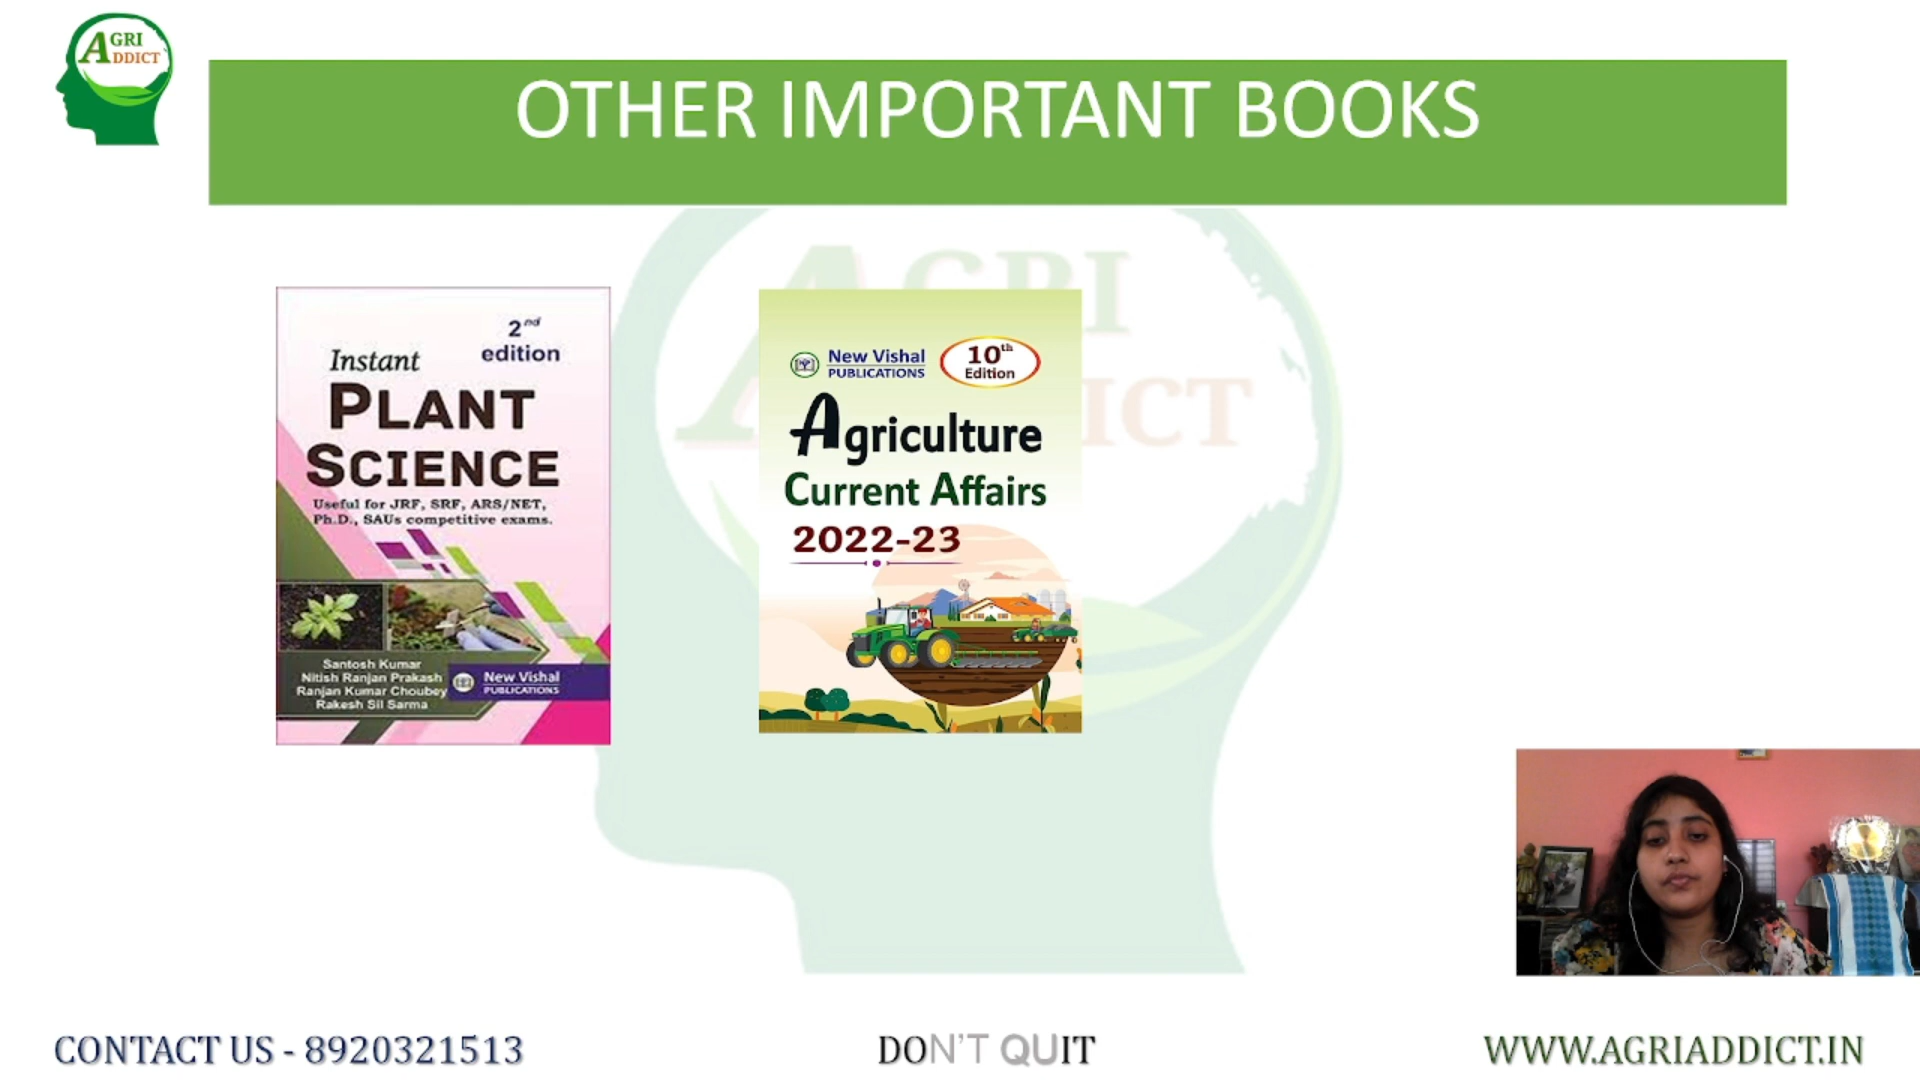 AGRI
ADDICT
OTHER IMPORTANT BOOKS
AGRI
ICT
2nd
edition
Instant
PLANT
SCIENCE
Useful for JRF, SRF, ARS/NET,
Ph.D., SAUs competitive exams.
Santosh Kumar
Nitish Ranjan Prakash
Ranjan Kumar Choubey
Rakesh Sil Sarma
New Vishal
PUBLICATIONS
New Vishal
PUBLICATIONS
10th
Edition
Agriculture
Current Affairs
2022-23
CONTACT US - 8920321513
DON'T QUIT
WWW.AGRIADDICT.IN